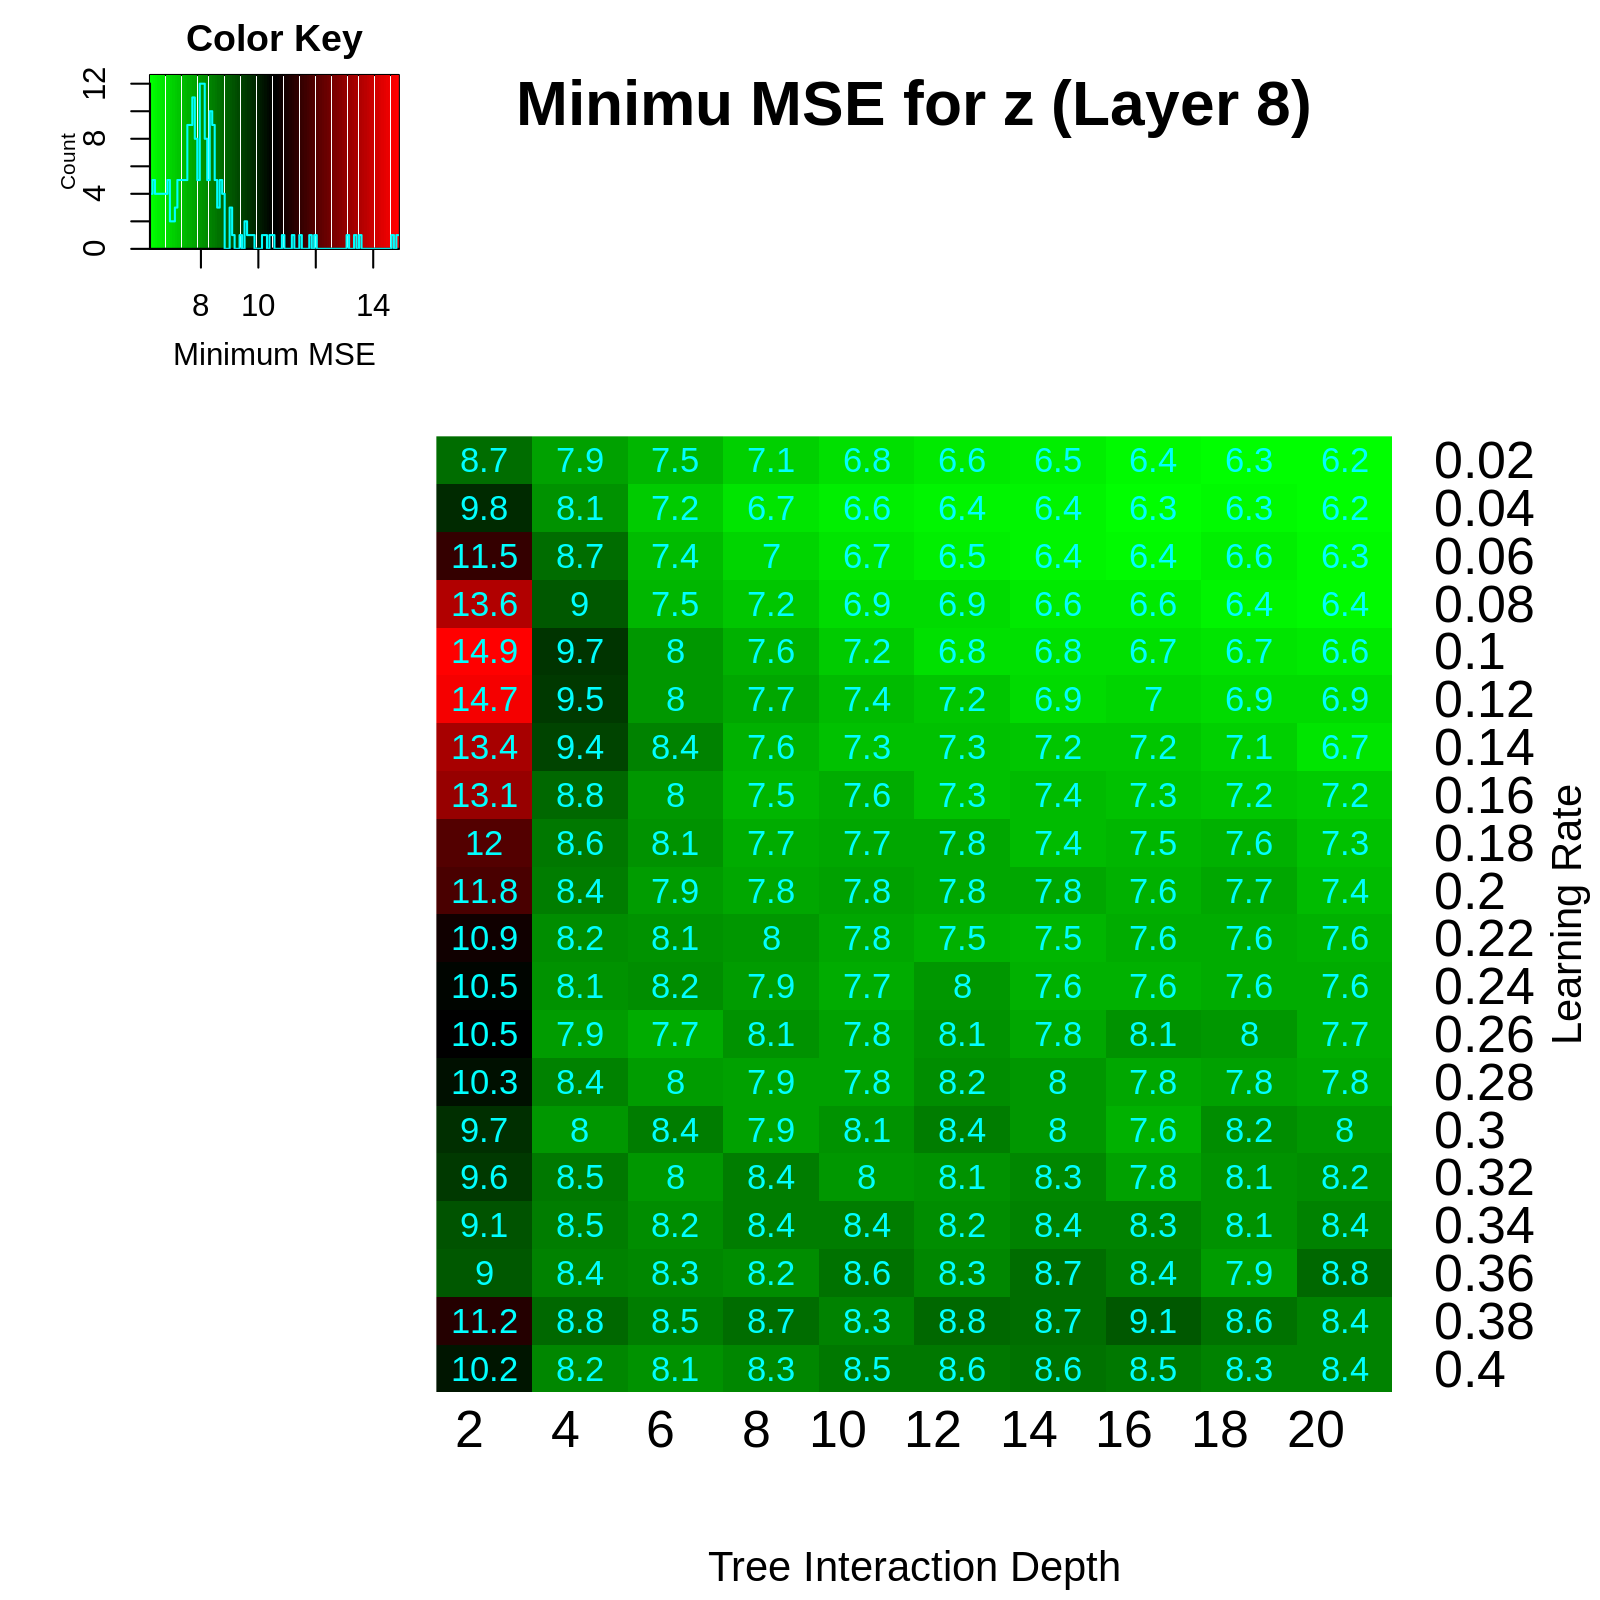 Color Key
Minimu MSE for z (Layer 8)
Count
0 4 8 12
8 10 14
Minimum MSE
8.7 7.9 7.5 7.1 6.8 6.6 6.5 6.4 6.3 6.2 0.02
9.8 8.1 7.2 6.7 6.6 6.4 6.4 6.3 6.3 6.2 0.04
11.5 8.7 7.4 7 6.7 6.5 6.4 6.4 6.6 6.3 0.06
13.6 9 7.5 7.2 6.9 6.9 6.6 6.6 6.4 6.4 0.08
14.9 9.7 8 7.6 7.2 6.8 6.8 6.7 6.7 6.6 0.1
14.7 9.5 8 7.7 7.4 7.2 6.9 7 6.9 6.9 0.12
13.4 9.4 8.4 7.6 7.3 7.3 7.2 7.2 7.1 6.7 0.14
13.1 8.8 8 7.5 7.6 7.3 7.4 7.3 7.2 7.2 0.16
12 8.6 8.1 7.7 7.7 7.8 7.4 7.5 7.6 7.3 0.18
11.8 8.4 7.9 7.8 7.8 7.8 7.8 7.6 7.7 7.4 0.2
10.9 8.2 8.1 8 7.8 7.5 7.5 7.6 7.6 7.6 0.22
10.5 8.1 8.2 7.9 7.7 8 7.6 7.6 7.6 7.6 0.24
10.5 7.9 7.7 8.1 7.8 8.1 7.8 8.1 8 7.7 0.26
10.3 8.4 8 7.9 7.8 8.2 8 7.8 7.8 7.8 0.28
9.7 8 8.4 7.9 8.1 8.4 8 7.6 8.2 8 0.3
9.6 8.5 8 8.4 8 8.1 8.3 7.8 8.1 8.2 0.32
9.1 8.5 8.2 8.4 8.4 8.2 8.4 8.3 8.1 8.4 0.34
9 8.4 8.3 8.2 8.6 8.3 8.7 8.4 7.9 8.8 0.36
11.2 8.8 8.5 8.7 8.3 8.8 8.7 9.1 8.6 8.4 0.38
10.2 8.2 8.1 8.3 8.5 8.6 8.6 8.5 8.3 8.4 0.4
Learning Rate
2 4 6 8 10 12 14 16 18 20
Tree Interaction Depth